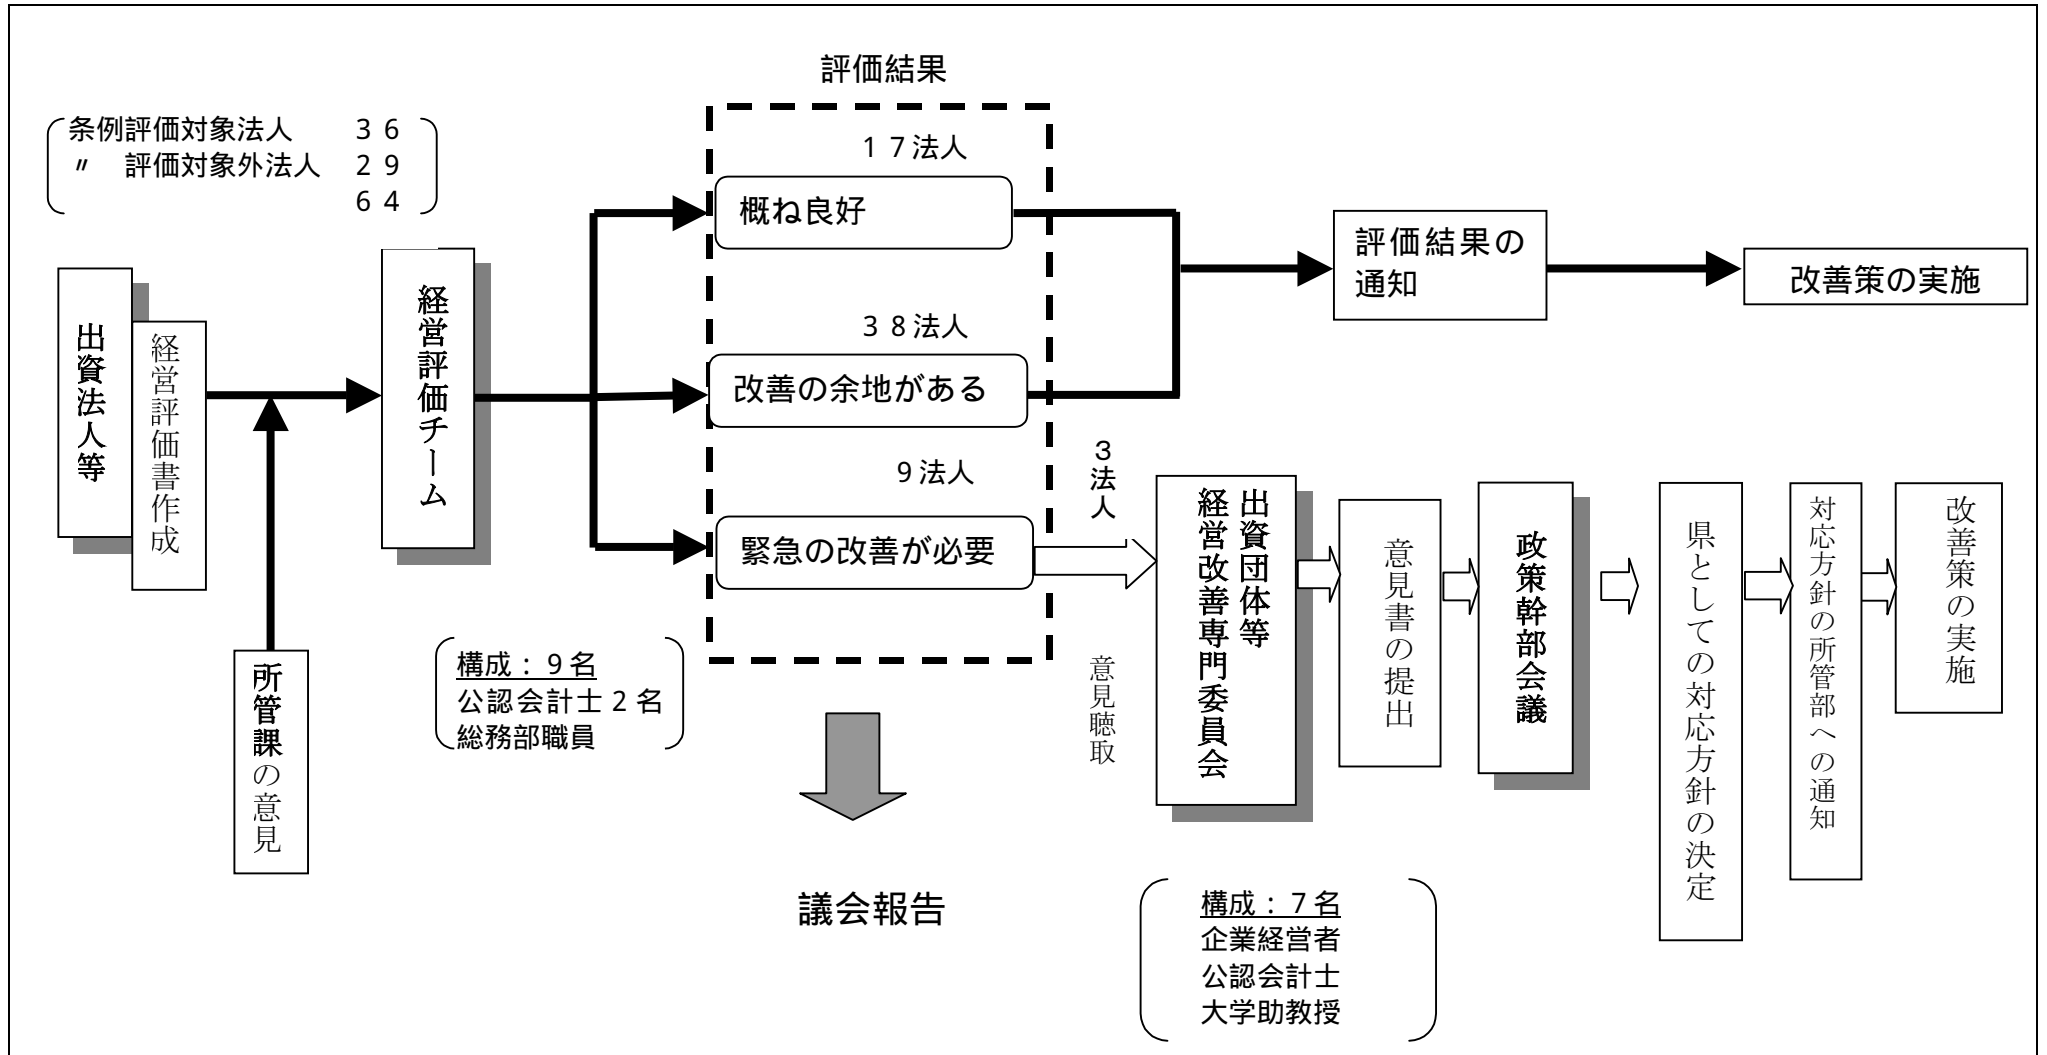 評価結果
条例評価対象法人 ３６
〃 評価対象外法人 ２９
６４
１７法人
概ね良好
３８法人
改善の余地がある
９法人
緊急の改善が必要
評価結果の
通知
改善策の実施
出資法人等
経営評価書作成
所管課の意見
経営評価チーム
構成：９名
公認会計士２名
総務部職員
議会報告
３法人
意見聴取
出資団体等
経営改善専門委員会
構成：７名
企業経営者
公認会計士
大学助教授
意見書の提出
政策幹部会議
県としての対応方針の決定
対応方針の所管部への通知
改善策の実施